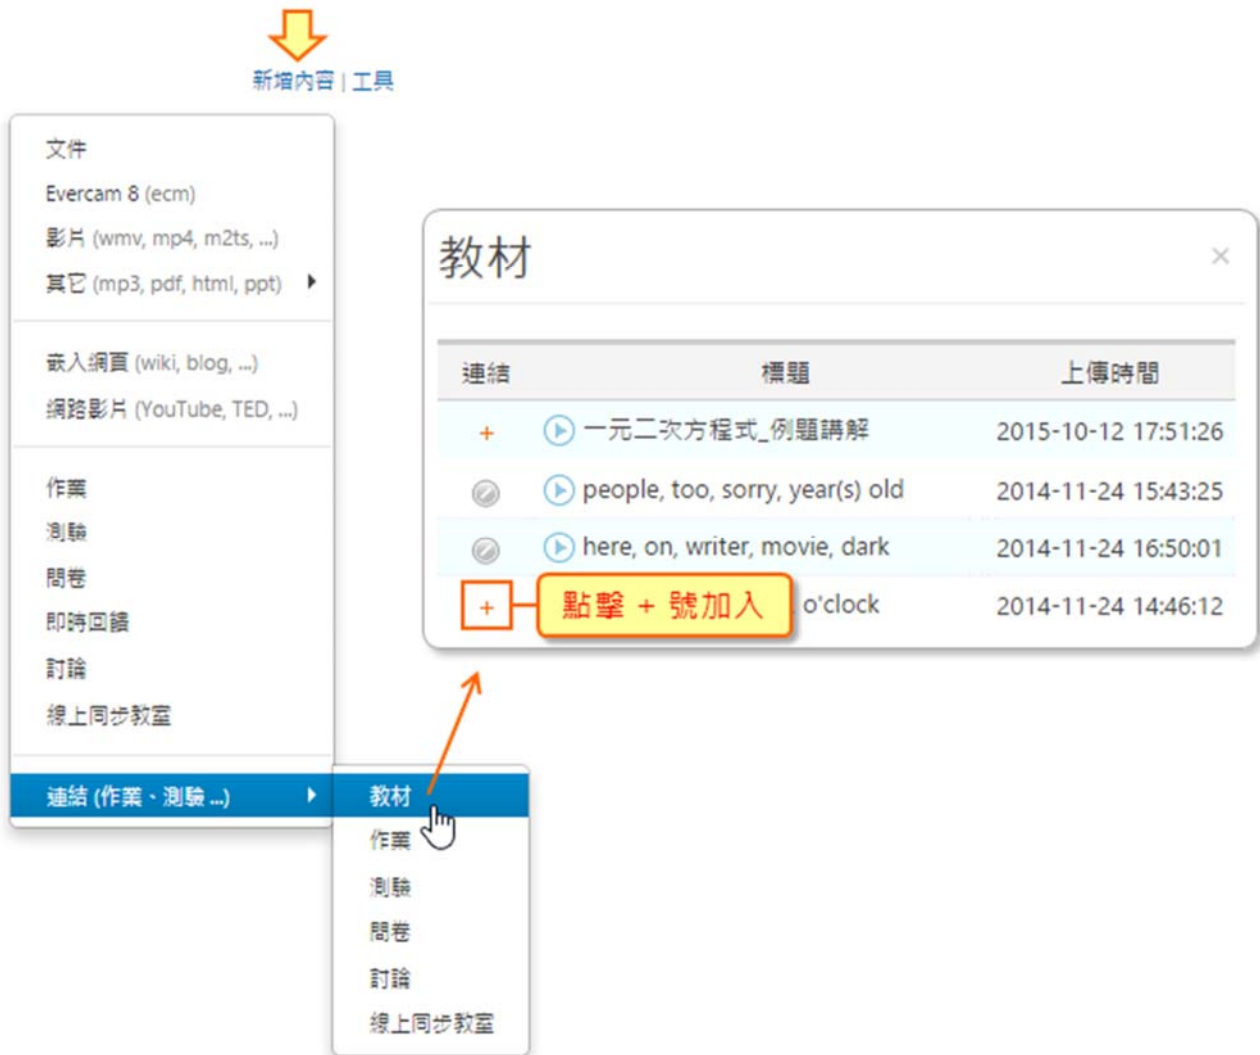 新增內容 | 工具
文件
Evercam 8 (ecm)
影片 (wmv, mp4, m2ts, ...)
其它 (mp3, pdf, html, ppt)
嵌入網頁 (wiki, blog, ...)
網路影片 (YouTube, TED, ...)
作業
測驗
問卷
即時回饋
討論
線上同步教室
連結 (作業、測驗 ...)
教材
作業
測驗
問卷
討論
線上同步教室
教材 ×
連結 標題 上傳時間
+ 一元二次方程式_例題講解 2015-10-12 17:51:26
people, too, sorry, year(s) old 2014-11-24 15:43:25
here, on, writer, movie, dark 2014-11-24 16:50:01
+ 點擊 + 號加入 o'clock 2014-11-24 14:46:12